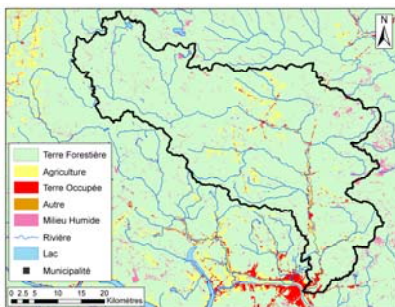 N
Terre Forestière
Agriculture
Terre Occupée
Autre
Milieu Humide
Rivière
Lac
Municipalité
0 2.5 5 10 15 20
Kilomètres